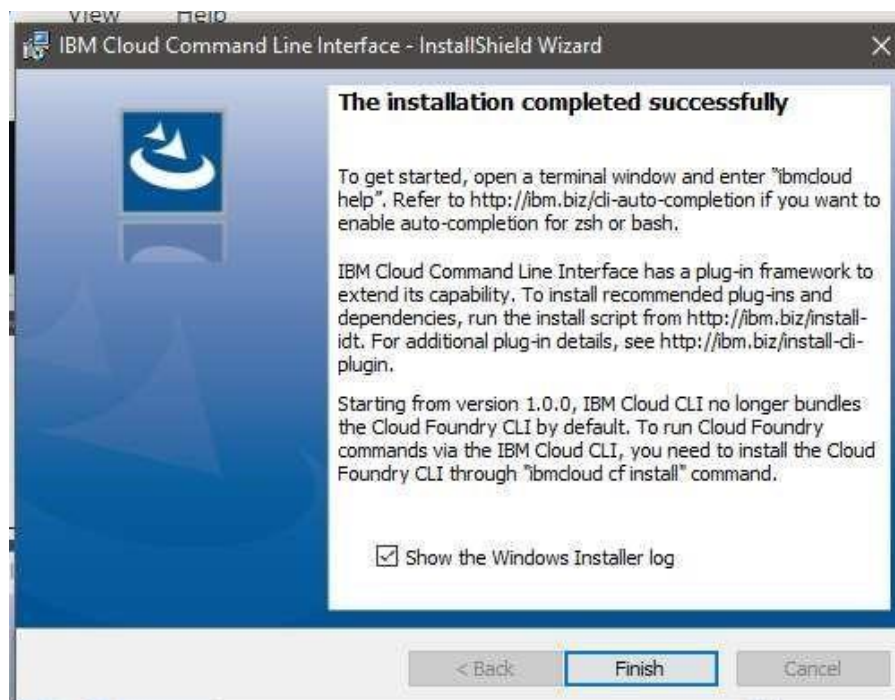 View Help
IBM Cloud Command Line Interface - InstallShield Wizard
The installation completed successfully
To get started, open a terminal window and enter "ibmcloud
help". Refer to http://ibm.biz/cli-auto-completion if you want to
enable auto-completion for zsh or bash.
IBM Cloud Command Line Interface has a plug-in framework to
extend its capability. To install recommended plug-ins and
dependencies, run the install script from http://ibm.biz/install-
idt. For additional plug-in details, see http://ibm.biz/install-cli-
plugin.
Starting from version 1.0.0, IBM Cloud CLI no longer bundles
the Cloud Foundry CLI by default. To run Cloud Foundry
commands via the IBM Cloud CLI, you need to install the Cloud
Foundry CLI through "ibmcloud cf install" command.
Show the Windows Installer log
< Back Finish Cancel